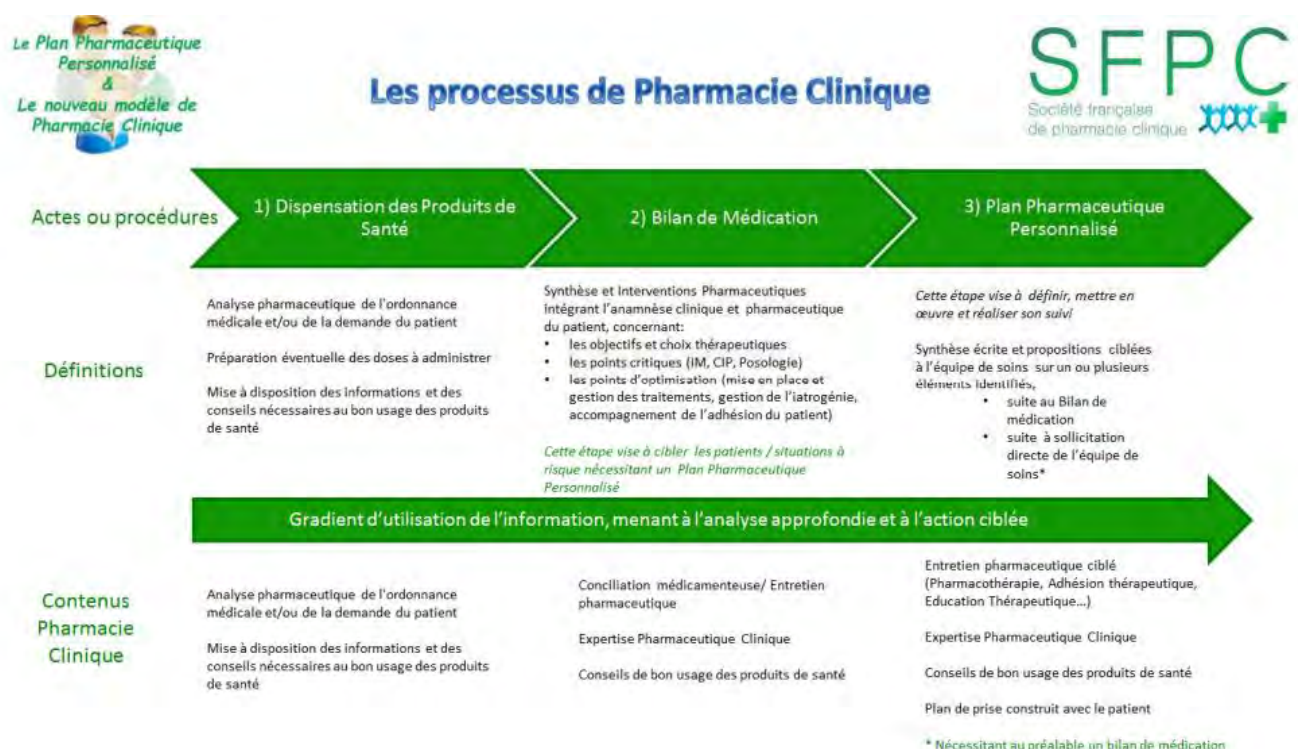 Le Plan Pharmaceutique
Personnalisé
&
Le nouveau modèle de
Pharmacie Clinique
Les processus de Pharmacie Clinique
SFPC
Société française
de pharmacie clinique
Actes ou procédures
1) Dispensation des Produits de
Santé
2) Bilan de Médication
3) Plan Pharmaceutique
Personnalisé
Définitions
Analyse pharmaceutique de l'ordonnance
médicale et/ou de la demande du patient
Préparation éventuelle des doses à administrer
Mise à disposition des informations et des
conseils nécessaires au bon usage des produits
de santé
Synthèse et Interventions Pharmaceutiques
intégrant l'anamnèse clinique et pharmaceutique
du patient, concernant:
• les objectifs et choix thérapeutiques
• les points critiques (IM, CIP, Posologie)
• les points d'optimisation (mise en place et
gestion des traitements, gestion de l'iatrogénie,
accompagnement de l'adhésion du patient)
Cette étape vise à cibler les patients / situations à
risque nécessitant un Plan Pharmaceutique
Personnalisé
Cette étape vise à définir, mettre en
œuvre et réaliser son suivi
Synthèse écrite et propositions ciblées
à l'équipe de soins sur un ou plusieurs
éléments identifiés,
• suite au Bilan de
médication
• suite à sollicitation
directe de l'équipe de
soins*
Gradient d'utilisation de l'information, menant à l'analyse approfondie et à l'action ciblée
Contenus
Pharmacie
Clinique
Analyse pharmaceutique de l'ordonnance
médicale et/ou de la demande du patient
Mise à disposition des informations et des
conseils nécessaires au bon usage des produits
de santé
Conciliation médicamenteuse/ Entretien
pharmaceutique
Expertise Pharmaceutique Clinique
Conseils de bon usage des produits de santé
Entretien pharmaceutique ciblé
(Pharmacothérapie, Adhésion thérapeutique,
Education Thérapeutique...)
Expertise Pharmaceutique Clinique
Conseils de bon usage des produits de santé
Plan de prise construit avec le patient
* Nécessitant au préalable un bilan de médication